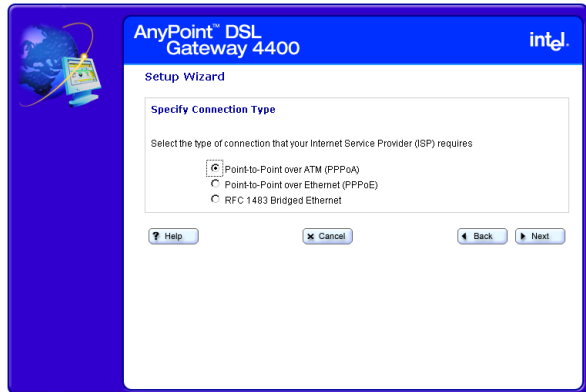 AnyPoint™ DSL
Gateway 4400
intel.
Setup Wizard
Specify Connection Type
Select the type of connection that your Internet Service Provider (ISP) requires
Point-to-Point over ATM (PPPoA)
Point-to-Point over Ethernet (PPPoE)
RFC 1483 Bridged Ethernet
? Help
Cancel
Back
Next